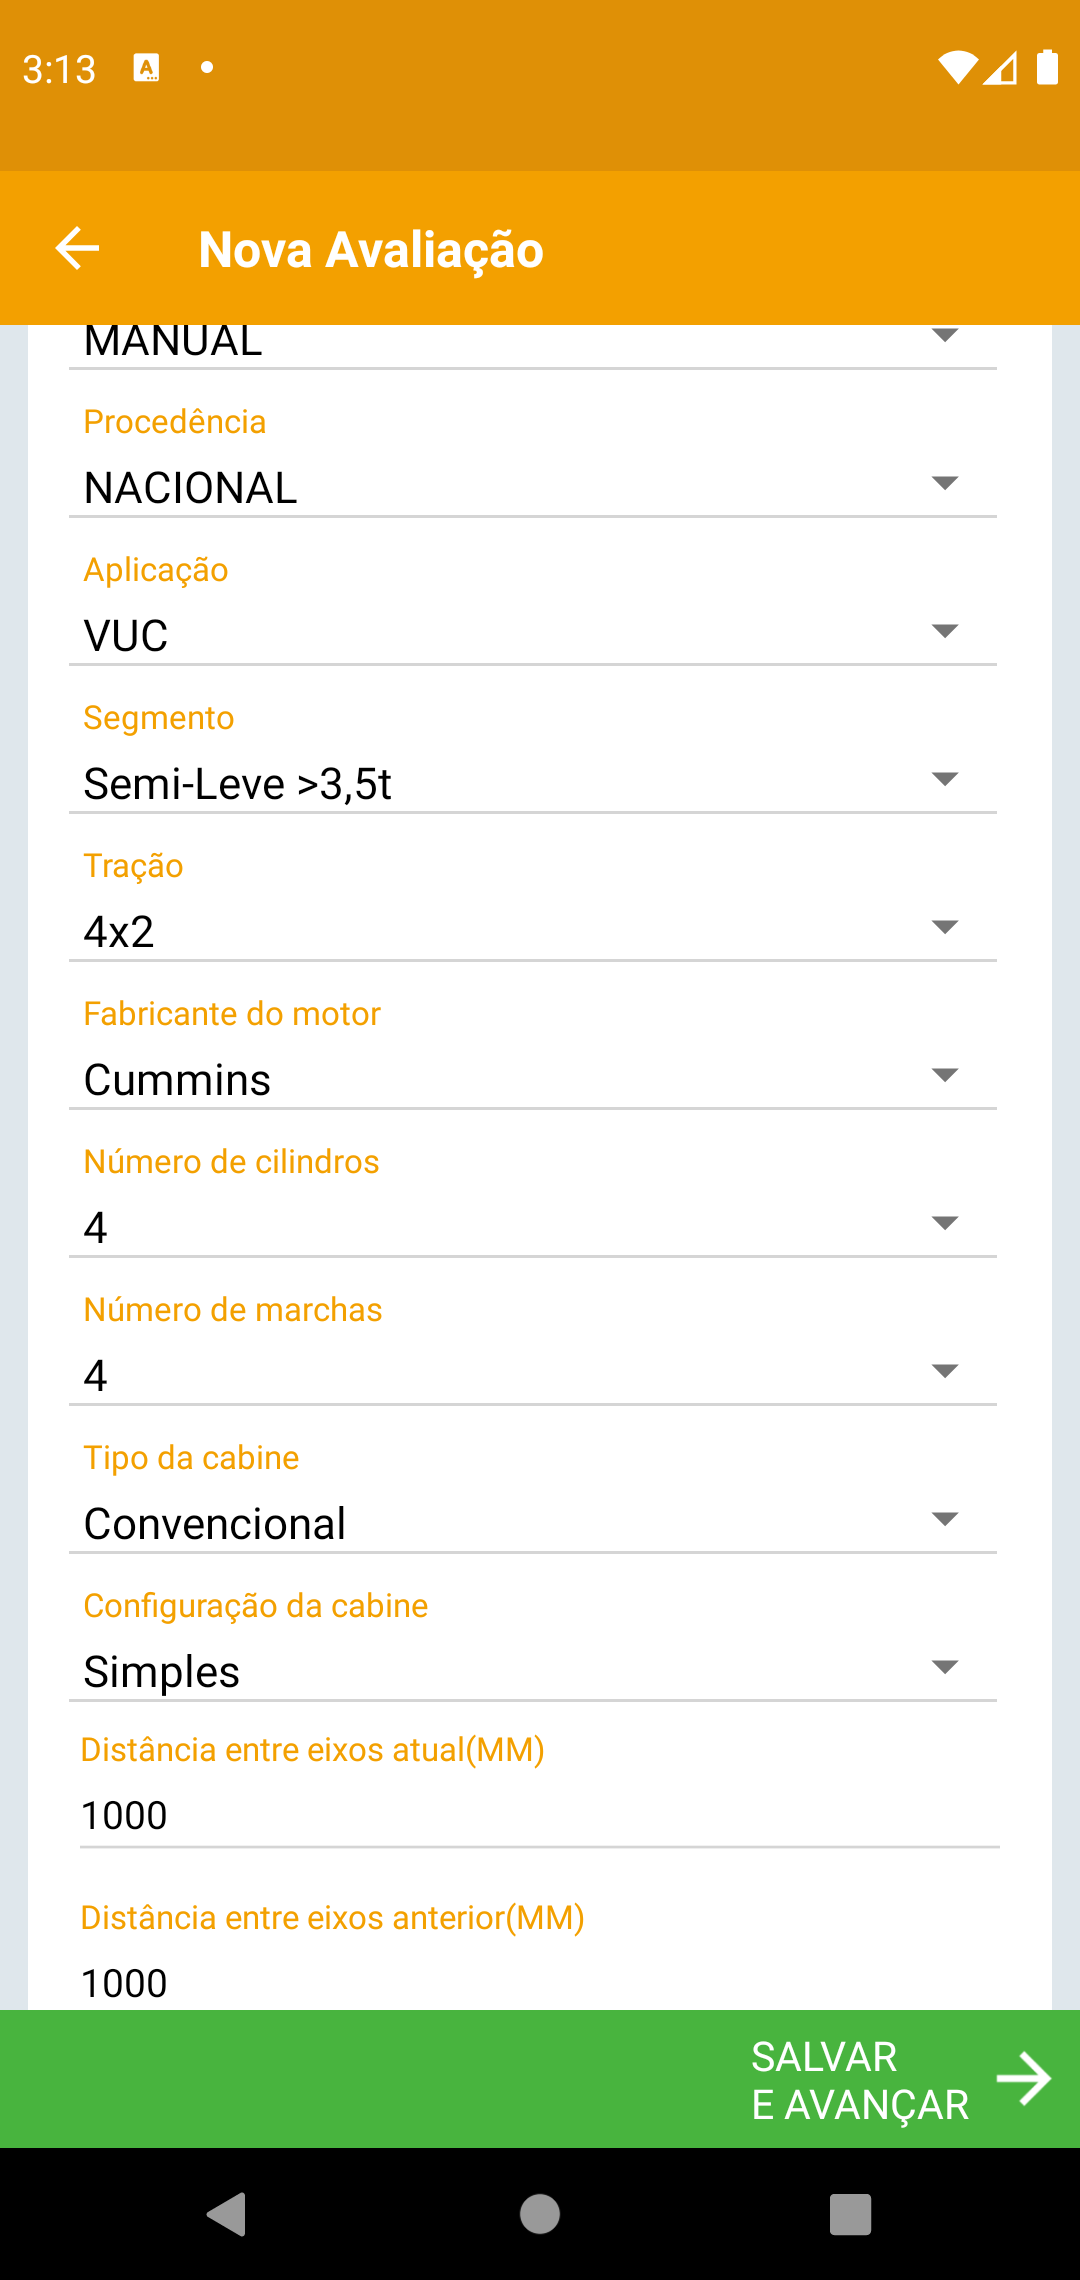 3:13
Nova Avaliação
MANUAL
Procedência
NACIONAL
Aplicação
VUC
Segmento
Semi-Leve >3,5t
Tração
4x2
Fabricante do motor
Cummins
Número de cilindros
4
Número de marchas
4
Tipo da cabine
Convencional
Configuração da cabine
Simples
Distância entre eixos atual(MM)
1000
Distância entre eixos anterior(MM)
1000
SALVAR
E AVANÇAR